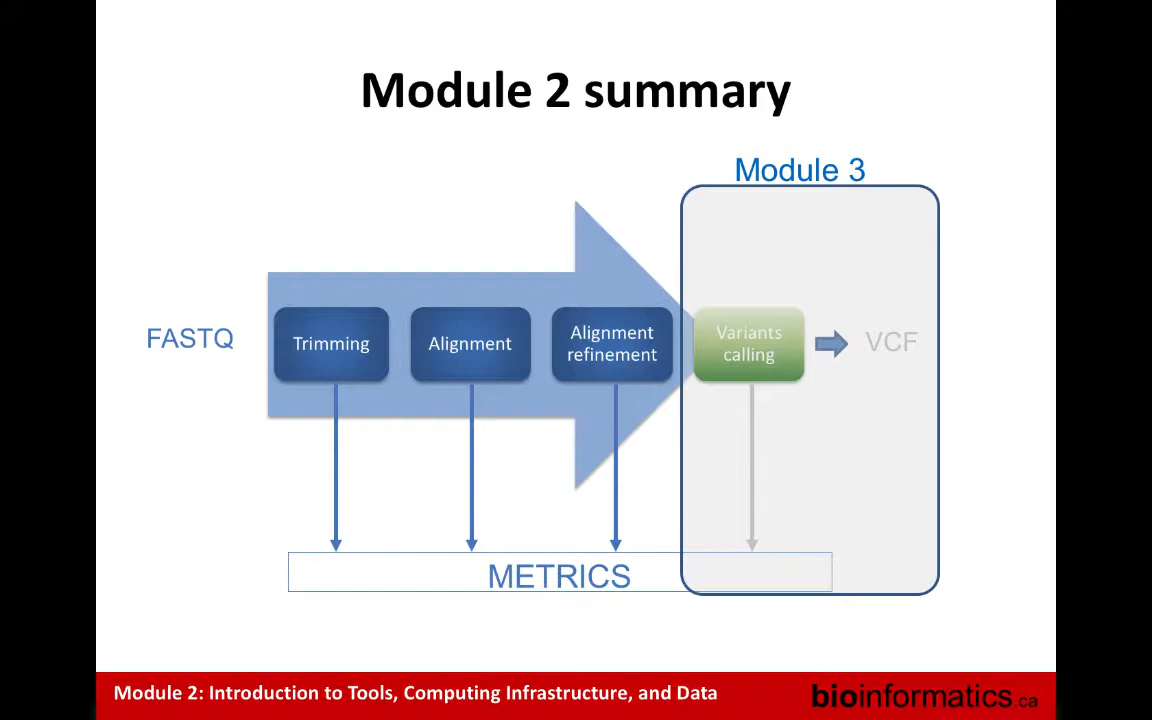 Module 2 summary
Module 3
FASTQ
Trimming
Alignment
Alignment
refinement
Variants
calling
VCF
METRICS
Module 2: Introduction to Tools, Computing Infrastructure, and Data
bioinformatics.ca